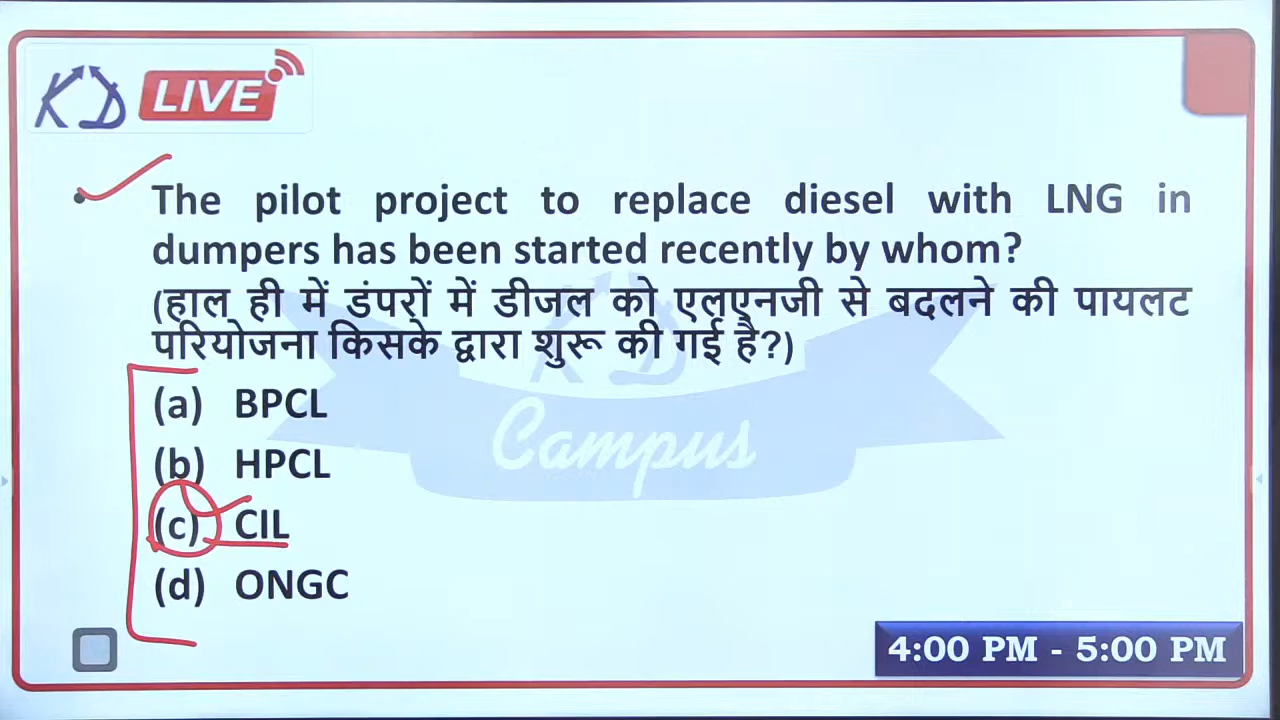 KD LIVE
The pilot project to replace diesel with LNG in
dumpers has been started recently by whom?
(हाल ही में डंपरों में डीजल को एलएनजी से बदलने की पायलट
परियोजना किसके द्वारा शुरू की गई है?)
(a) BPCL
(b) HPCL
(c) CIL
(d) ONGC
KD
Campus
4:00 PM - 5:00 PM